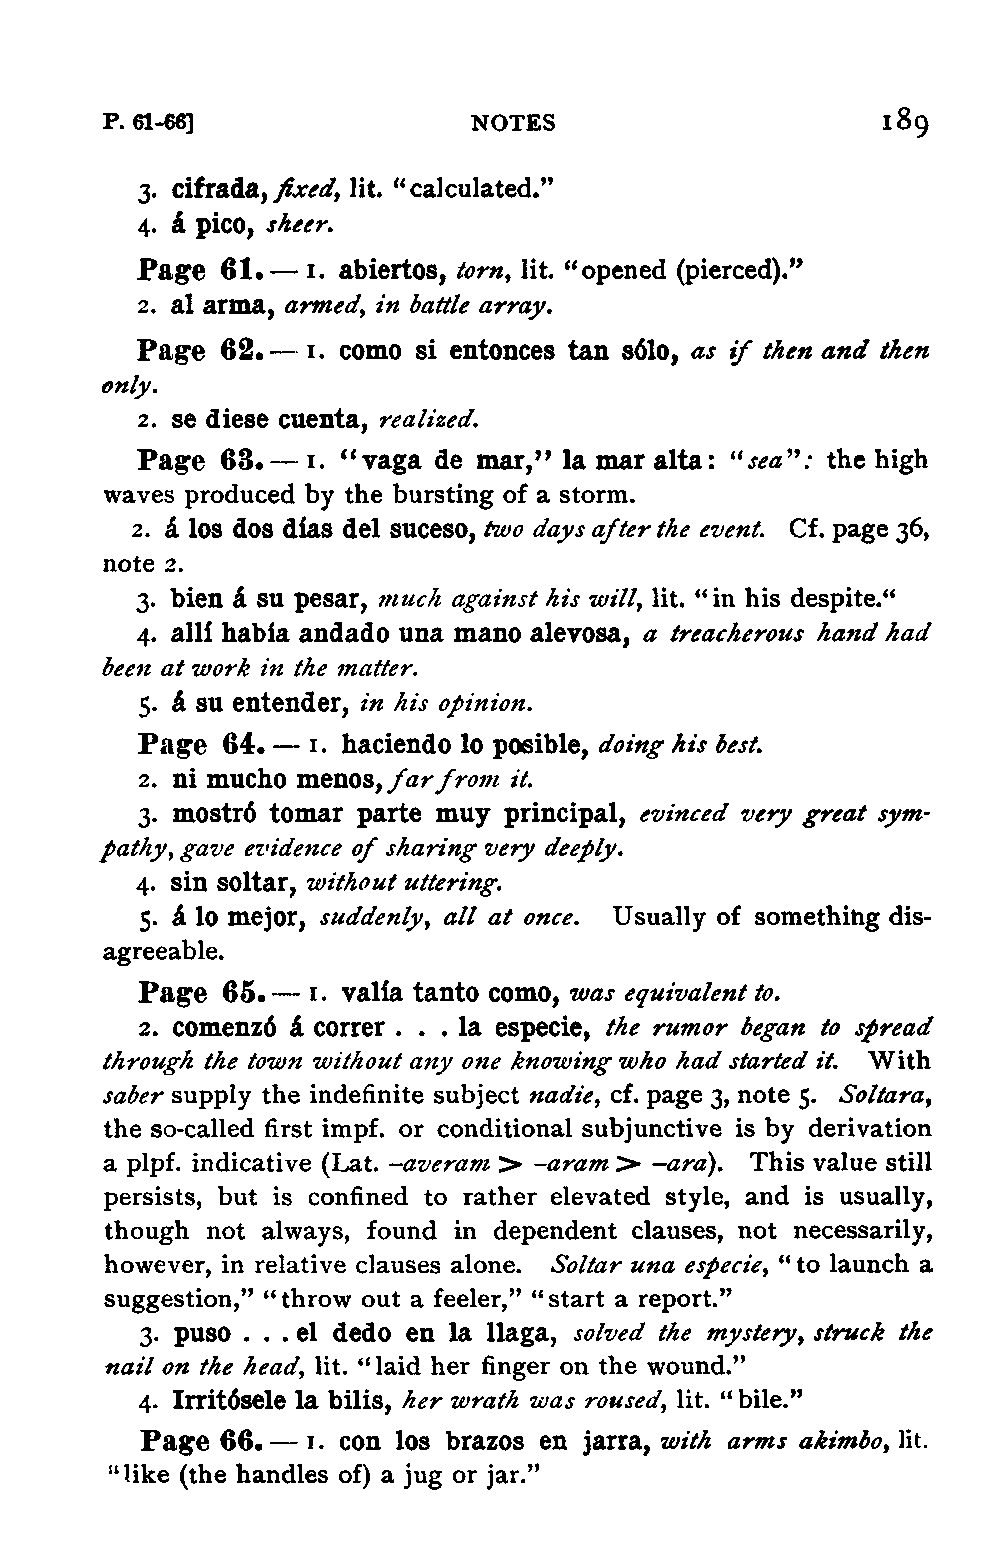 P. 61-66] NOTES 189
3. cifrada, fixed, lit. “calculated.”
4. á pico, sheer.
Page 61. — 1. abiertos, torn, lit. “opened (pierced).”
2. al arma, armed, in battle array.
Page 62. — 1. como si entonces tan sólo, as if then and then
only.
2. se diese cuenta, realized.
Page 63. — 1. “vaga de mar,” la mar alta: “sea”: the high
waves produced by the bursting of a storm.
2. á los dos días del suceso, two days after the event. Cf. page 36,
note 2.
3. bien á su pesar, much against his will, lit. “in his despite.“
4. allí había andado una mano alevosa, a treacherous hand had
been at work in the matter.
5. á su entender, in his opinion.
Page 64. — 1. haciendo lo posible, doing his best.
2. ni mucho menos, far from it.
3. mostró tomar parte muy principal, evinced very great sym-
pathy, gave evidence of sharing very deeply.
4. sin soltar, without uttering.
5. á lo mejor, suddenly, all at once. Usually of something dis-
agreeable.
Page 65. — 1. valía tanto como, was equivalent to.
2. comenzó á correr . . . la especie, the rumor began to spread
through the town without any one knowing who had started it. With
saber supply the indefinite subject nadie, cf. page 3, note 5. Soltara,
the so-called first impf. or conditional subjunctive is by derivation
a plpf. indicative (Lat. -averam > -aram > -ara). This value still
persists, but is confined to rather elevated style, and is usually,
though not always, found in dependent clauses, not necessarily,
however, in relative clauses alone. Soltar una especie, “to launch a
suggestion,” “throw out a feeler,” “start a report.”
3. puso . . . el dedo en la llaga, solved the mystery, struck the
nail on the head, lit. “laid her finger on the wound.”
4. Irritósele la bilis, her wrath was roused, lit. “bile.”
Page 66. — 1. con los brazos en jarra, with arms akimbo, lit.
“like (the handles of) a jug or jar.”